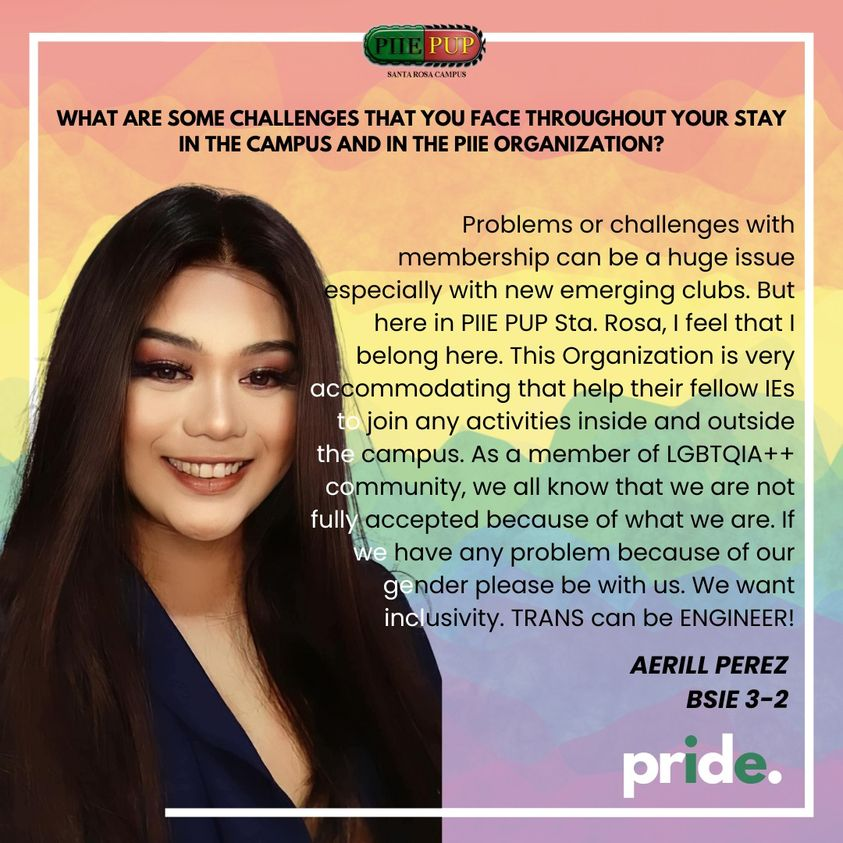 PIIE PUP
SANTA ROSA CAMPUS
WHAT ARE SOME CHALLENGES THAT YOU FACE THROUGHOUT YOUR STAY
IN THE CAMPUS AND IN THE PIIE ORGANIZATION?
Problems or challenges with
membership can be a huge issue
especially with new emerging clubs. But
here in PIIE PUP Sta. Rosa, I feel that I
belong here. This Organization is very
accommodating that help their fellow IEs
to join any activities inside and outside
the campus. As a member of LGBTQIA++
community, we all know that we are not
fully accepted because of what we are. If
we have any problem because of our
gender please be with us. We want
inclusivity. TRANS can be ENGINEER!
AERILL PEREZ
BSIE 3-2
pride.